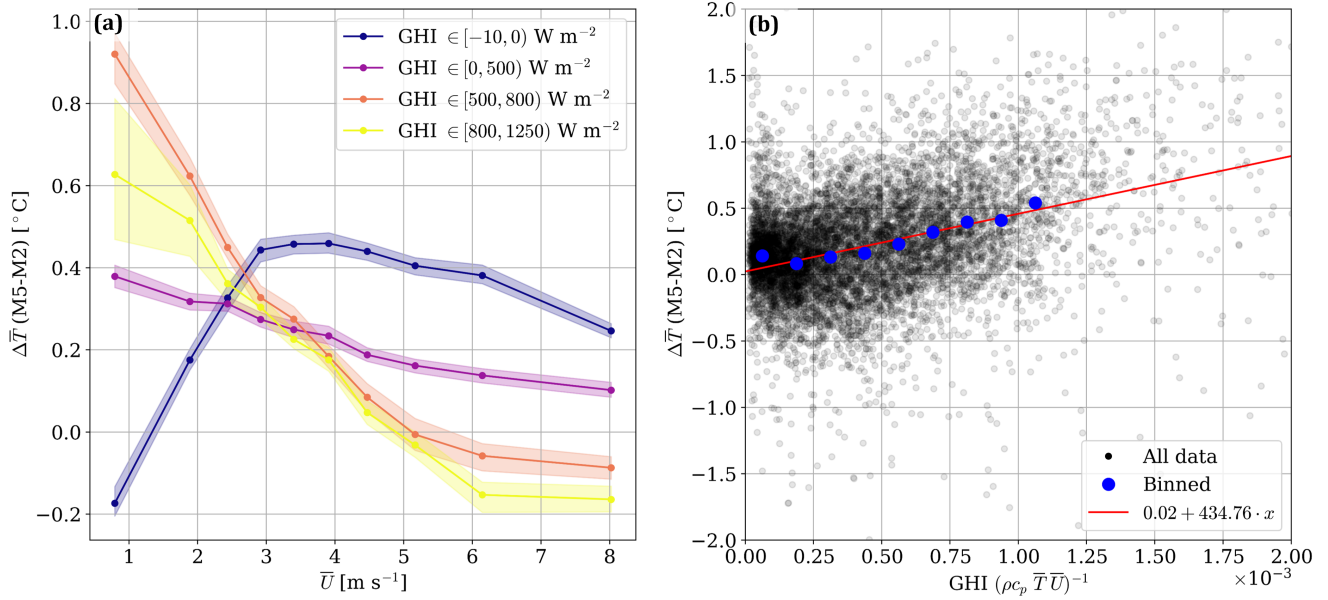 (a)
GHI ∈ [−10, 0) W m⁻²
GHI ∈ [0, 500) W m⁻²
GHI ∈ [500, 800) W m⁻²
GHI ∈ [800, 1250) W m⁻²
ΔT̅ (M5-M2) [°C]
1.0
0.8
0.6
0.4
0.2
0.0
−0.2
1 2 3 4 5 6 7 8
U̅ [m s⁻¹]
(b)
ΔT̅ (M5-M2) [°C]
2.0
1.5
1.0
0.5
0.0
−0.5
−1.0
−1.5
−2.0
All data
Binned
0.02 + 434.76 · x
0.00 0.25 0.50 0.75 1.00 1.25 1.50 1.75 2.00
×10⁻³
GHI (ρc_p T̅ U̅)⁻¹